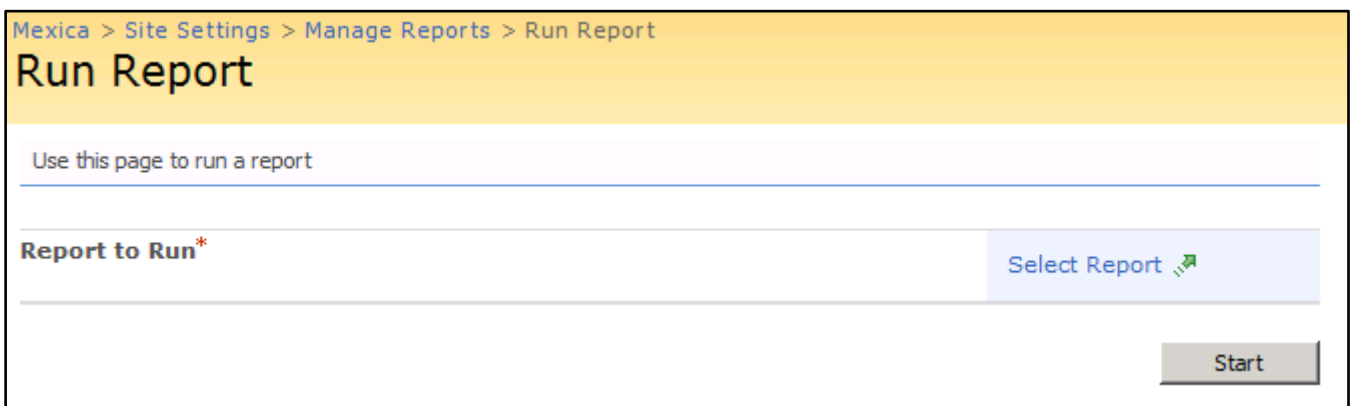 Mexica > Site Settings > Manage Reports > Run Report
Run Report
Use this page to run a report
Report to Run*
Select Report
Start